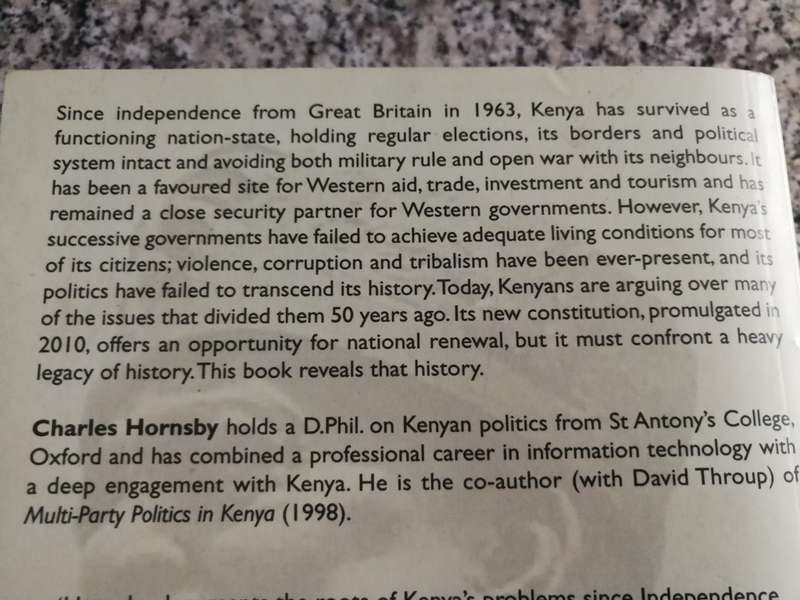 Since independence from Great Britain in 1963, Kenya has survived as a
functioning nation-state, holding regular elections, its borders and political
system intact and avoiding both military rule and open war with its neighbours. It
has been a favoured site for Western aid, trade, investment and tourism and has
remained a close security partner for Western governments. However, Kenya's
successive governments have failed to achieve adequate living conditions for most
of its citizens; violence, corruption and tribalism have been ever-present, and its
politics have failed to transcend its history. Today, Kenyans are arguing over many
of the issues that divided them 50 years ago. Its new constitution, promulgated in
2010, offers an opportunity for national renewal, but it must confront a heavy
legacy of history. This book reveals that history.
Charles Hornsby holds a D.Phil. on Kenyan politics from St Antony's College,
Oxford and has combined a professional career in information technology with
a deep engagement with Kenya. He is the co-author (with David Throup) of
Multi-Party Politics in Kenya (1998).
the roots of Kenya's problems since Independence